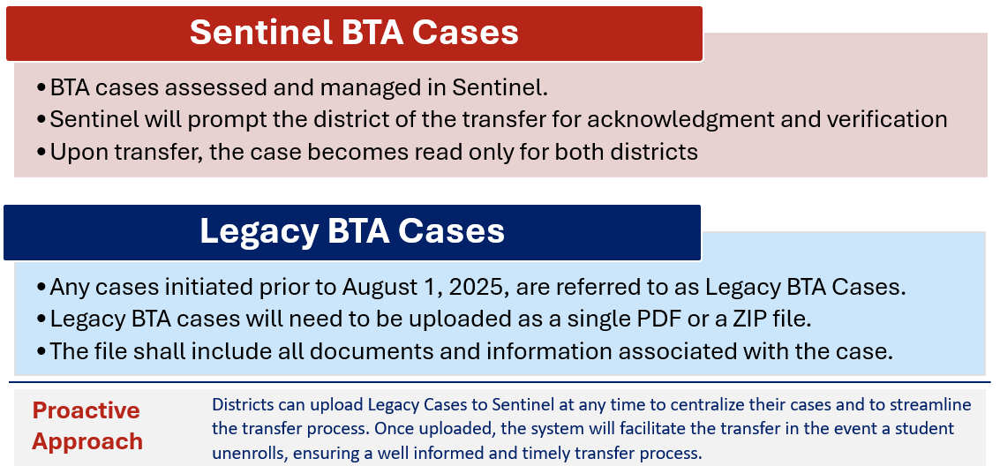 Sentinel BTA Cases
•BTA cases assessed and managed in Sentinel.
•Sentinel will prompt the district of the transfer for acknowledgment and verification
•Upon transfer, the case becomes read only for both districts
Legacy BTA Cases
•Any cases initiated prior to August 1, 2025, are referred to as Legacy BTA Cases.
•Legacy BTA cases will need to be uploaded as a single PDF or a ZIP file.
•The file shall include all documents and information associated with the case.
Proactive
Approach
Districts can upload Legacy Cases to Sentinel at any time to centralize their cases and to streamline
the transfer process. Once uploaded, the system will facilitate the transfer in the event a student
unenrolls, ensuring a well informed and timely transfer process.